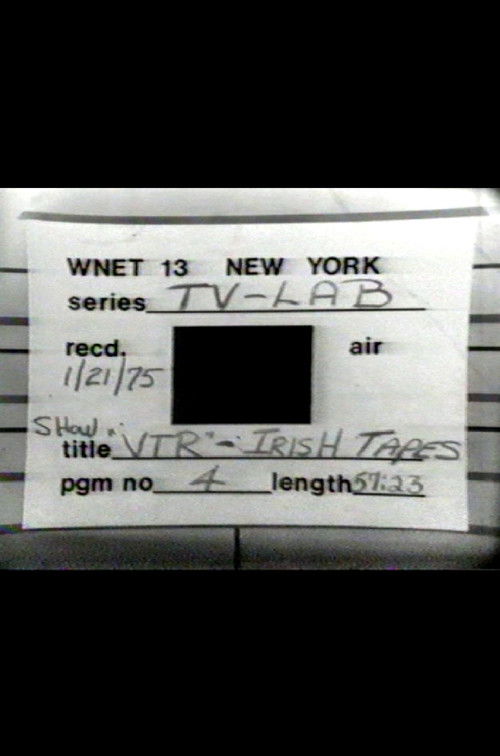 WNET 13 NEW YORK
series TV-LAB
recd. air
1/21/75
SHOW:
title "VTR" - IRISH TAPES
pgm no 4 length 57:23